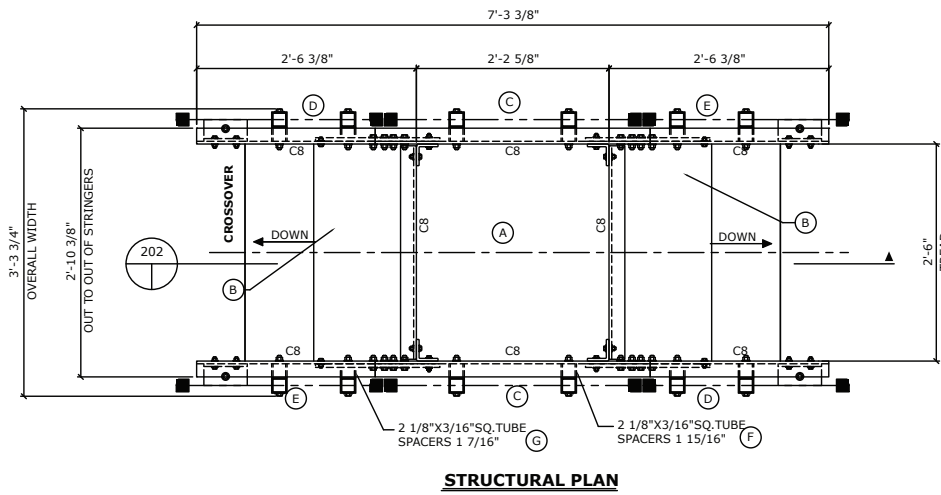 7'-3 3/8"
2'-6 3/8"
2'-2 5/8"
2'-6 3/8"
D
C
E
C8
C8
C8
3'-3 3/4"
OVERALL WIDTH
2'-10 3/8"
OUT TO OUT OF STRINGERS
CROSSOVER
DOWN
C8
A
C8
B
DOWN
2'-6"
TREAD
202
B
C8
C8
C8
E
C
D
2 1/8"X3/16"SQ.TUBE
SPACERS 1 7/16"
G
2 1/8"X3/16"SQ.TUBE
SPACERS 1 15/16"
F
STRUCTURAL PLAN